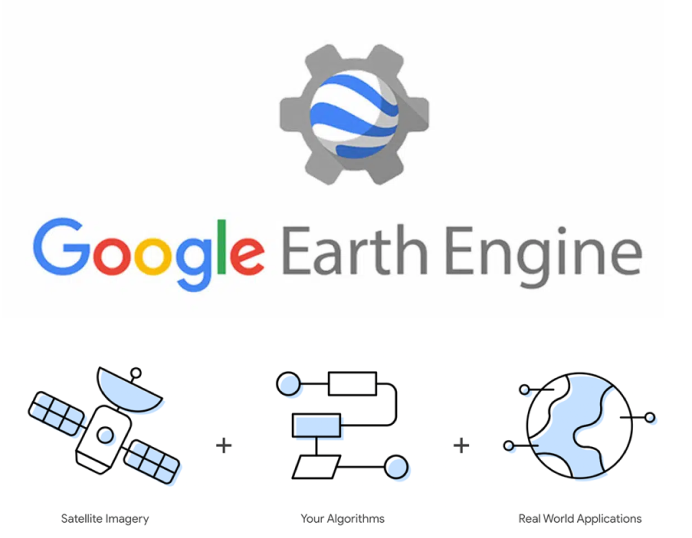 Google Earth Engine
+
+
Satellite Imagery
Your Algorithms
Real World Applications